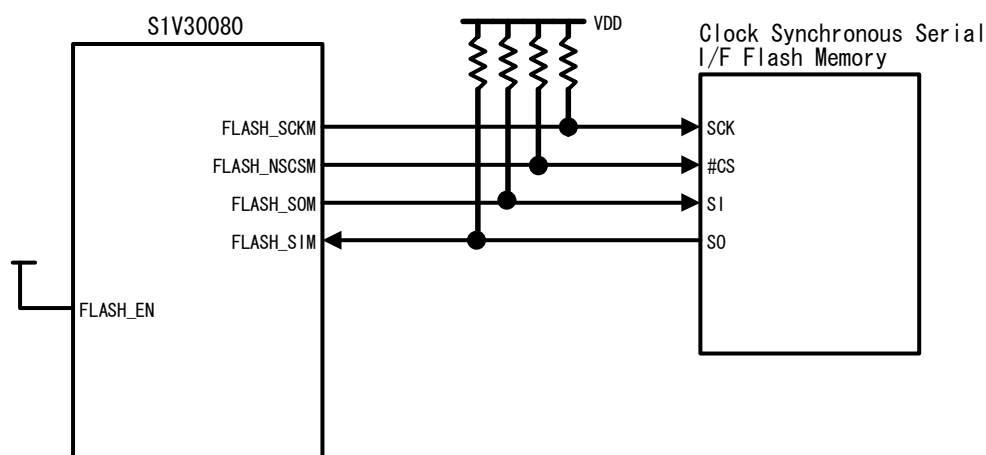 S1V30080
VDD
Clock Synchronous Serial
I/F Flash Memory
FLASH_SCKM
SCK
FLASH_NSCSM
#CS
FLASH_SOM
SI
FLASH_SIM
SO
FLASH_EN